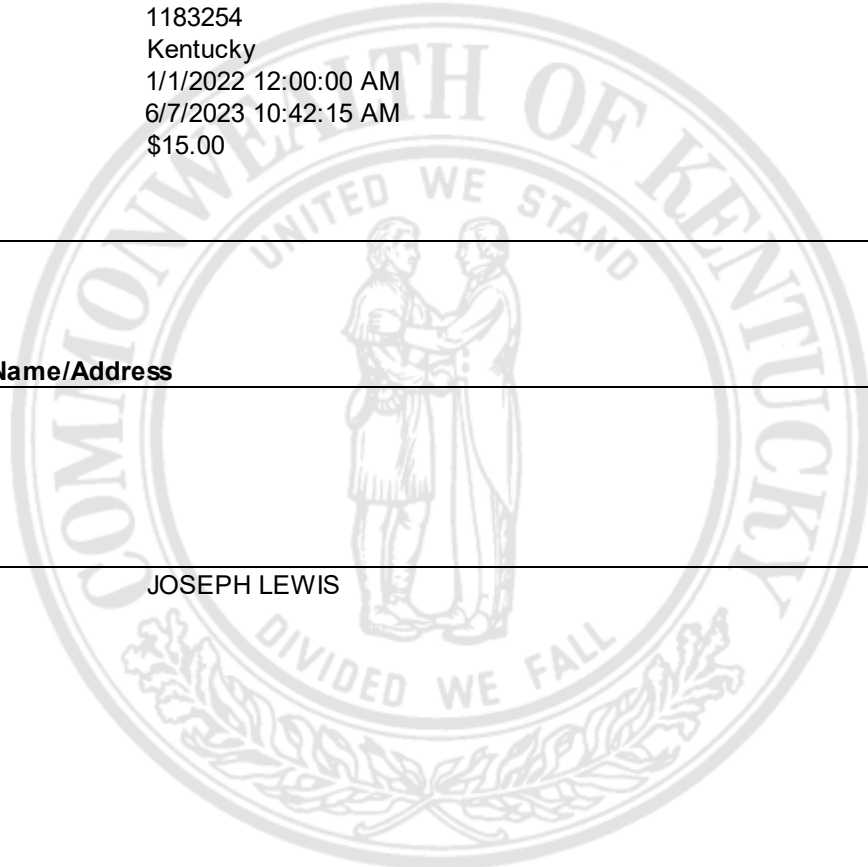 1183254
Kentucky
1/1/2022 12:00:00 AM
6/7/2023 10:42:15 AM
$15.00
COMMONWEALTH OF KENTUCKY
UNITED WE STAND
Name/Address
JOSEPH LEWIS
DIVIDED WE FALL